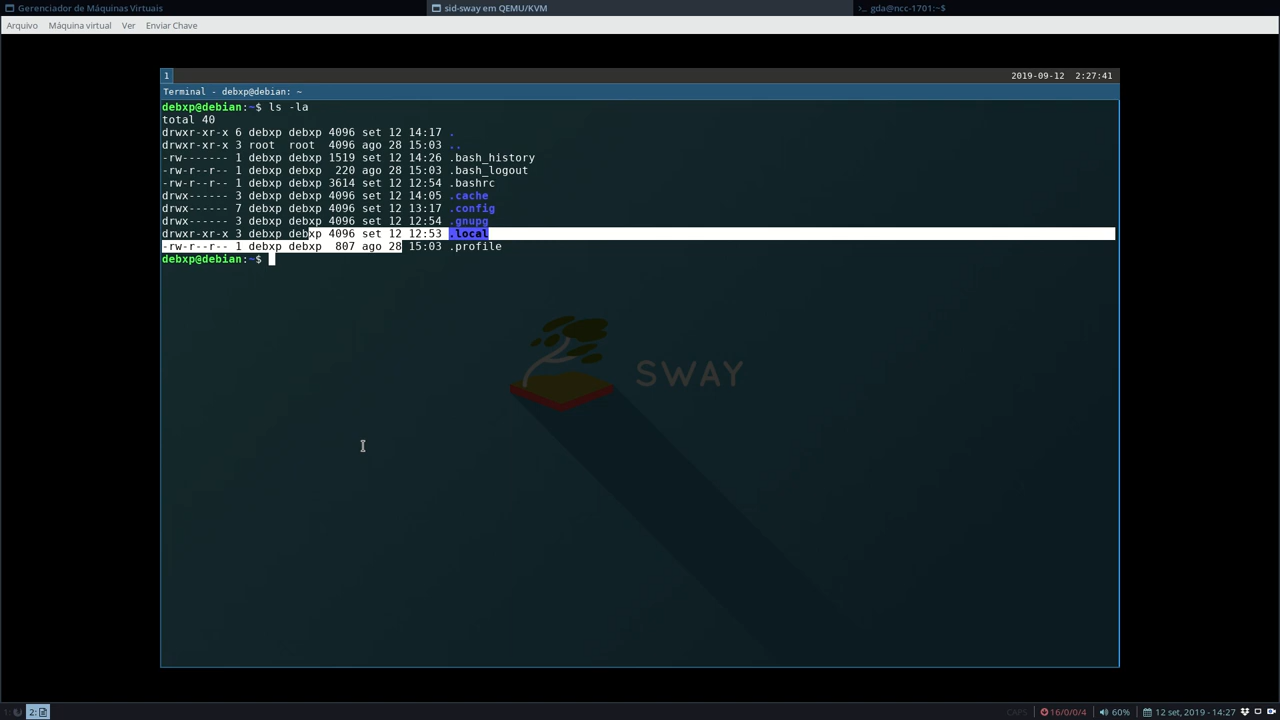 Gerenciador de Máquinas Virtuais
sid-sway em QEMU/KVM
>_ gda@ncc-1701:~$
Arquivo Máquina virtual Ver Enviar Chave
1
2019-09-12 2:27:41
Terminal - debxp@debian: ~
debxp@debian:~$ ls -la
total 40
drwxr-xr-x 6 debxp debxp 4096 set 12 14:17 .
drwxr-xr-x 3 root  root  4096 ago 28 15:03 ..
-rw------- 1 debxp debxp 1519 set 12 14:26 .bash_history
-rw-r--r-- 1 debxp debxp  220 ago 28 15:03 .bash_logout
-rw-r--r-- 1 debxp debxp 3614 set 12 12:54 .bashrc
drwx------ 3 debxp debxp 4096 set 12 14:05 .cache
drwx------ 7 debxp debxp 4096 set 12 13:17 .config
drwx------ 3 debxp debxp 4096 set 12 12:54 .gnupg
drwxr-xr-x 3 debxp debxp 4096 set 12 12:53 .local
-rw-r--r-- 1 debxp debxp  807 ago 28 15:03 .profile
debxp@debian:~$
SWAY
1: 2: CAPS 16/0/0/4 60% 12 set, 2019 - 14:27